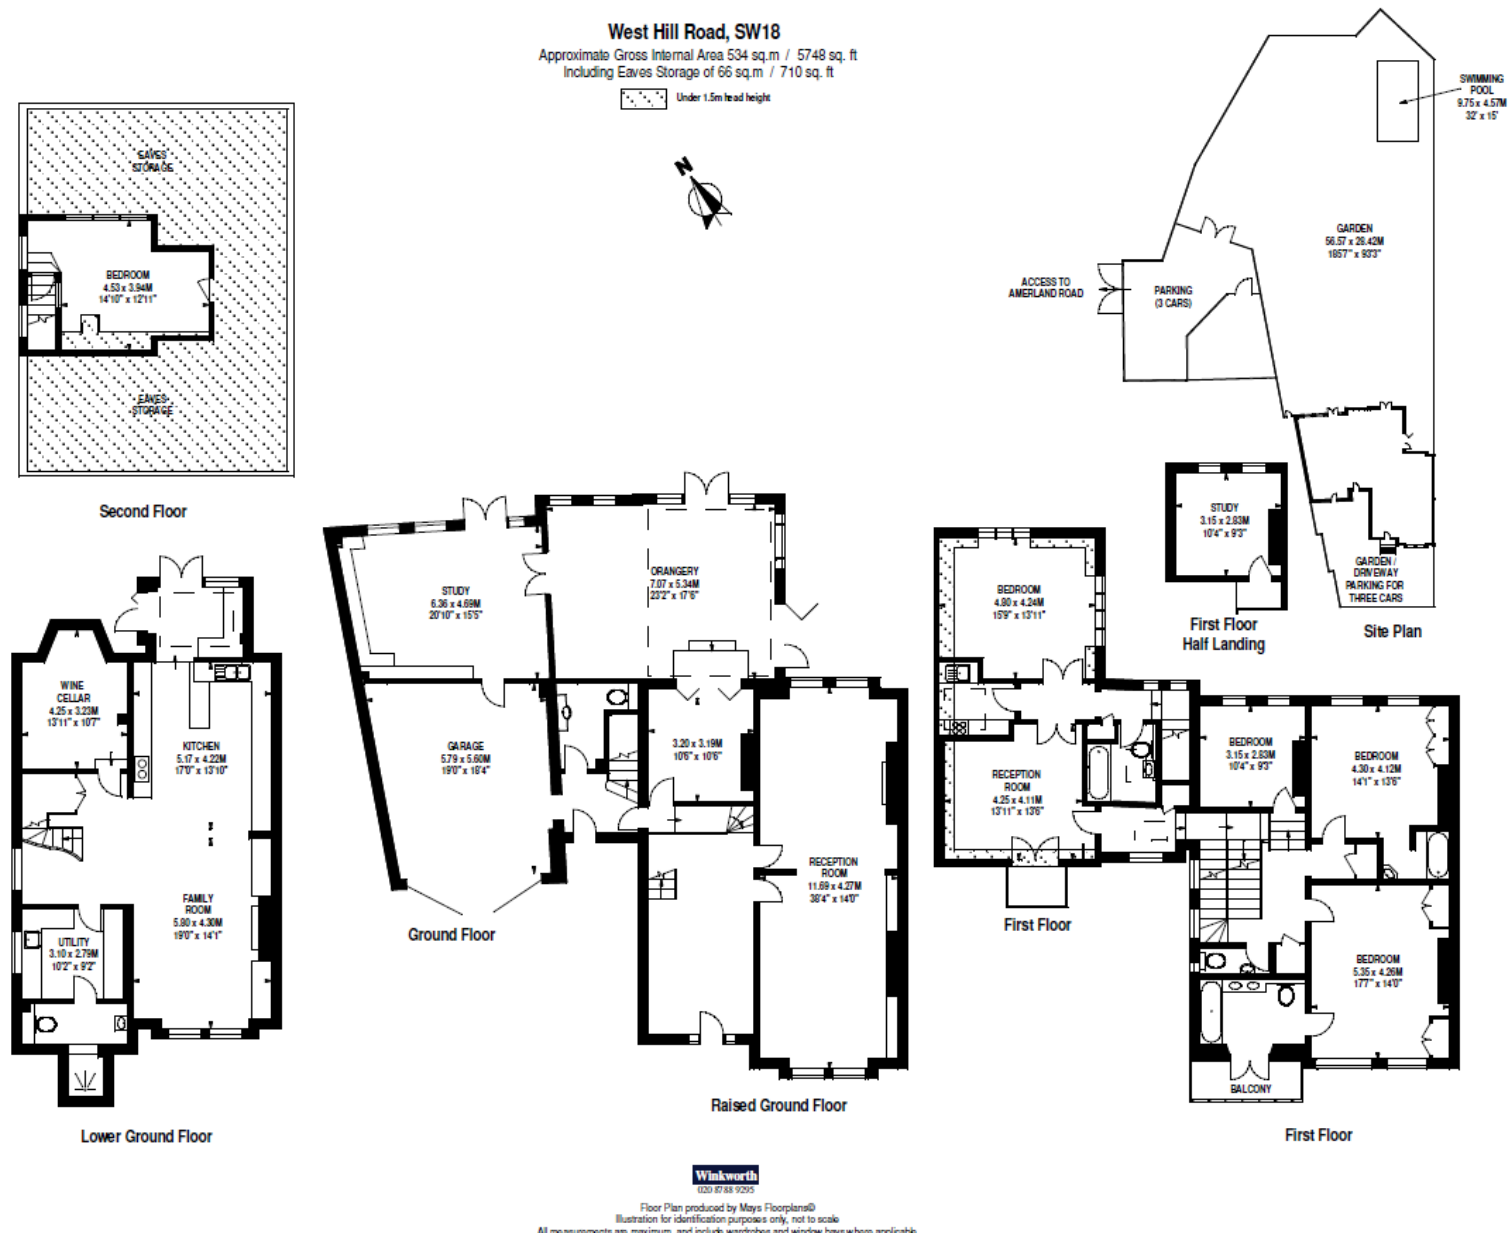 West Hill Road, SW18
Approximate Gross Internal Area 534 sq.m / 5748 sq. ft
Including Eaves Storage of 66 sq.m / 710 sq. ft
Under 1.5m head height
N
EAVES
STORAGE
BEDROOM
4.53 x 3.94M
14'10" x 12'11"
EAVES
STORAGE
Second Floor
SWIMMING
POOL
9.75 x 4.57M
32' x 15'
GARDEN
56.57 x 28.42M
185'7" x 93'3"
ACCESS TO
AMERLAND ROAD
PARKING
(3 CARS)
GARDEN /
DRIVEWAY
PARKING FOR
THREE CARS
Site Plan
STUDY
3.15 x 2.83M
10'4" x 9'3"
First Floor
Half Landing
WINE
CELLAR
4.25 x 3.23M
13'11" x 10'7"
KITCHEN
5.17 x 4.22M
17'0" x 13'10"
FAMILY
ROOM
5.80 x 4.30M
19'0" x 14'1"
UTILITY
3.10 x 2.79M
10'2" x 9'2"
Lower Ground Floor
STUDY
6.36 x 4.69M
20'10" x 15'5"
ORANGERY
7.07 x 5.34M
23'2" x 17'6"
GARAGE
5.79 x 5.60M
19'0" x 18'4"
3.20 x 3.19M
10'6" x 10'6"
RECEPTION
ROOM
11.69 x 4.27M
38'4" x 14'0"
Ground Floor
Raised Ground Floor
BEDROOM
4.80 x 4.24M
15'9" x 13'11"
RECEPTION
ROOM
4.25 x 4.11M
13'11" x 13'6"
First Floor
BEDROOM
3.15 x 2.83M
10'4" x 9'3"
BEDROOM
4.30 x 4.12M
14'1" x 13'6"
BEDROOM
5.35 x 4.26M
17'7" x 14'0"
BALCONY
First Floor
Winkworth
020 8788 9295
Floor Plan produced by Mays Floorplans©
Illustration for identification purposes only, not to scale
All measurements are maximum, and include wardrobes and window bays where applicable